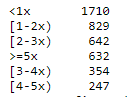 <1x 1710
[1-2x) 829
[2-3x) 642
>=5x 632
[3-4x) 354
[4-5x) 247